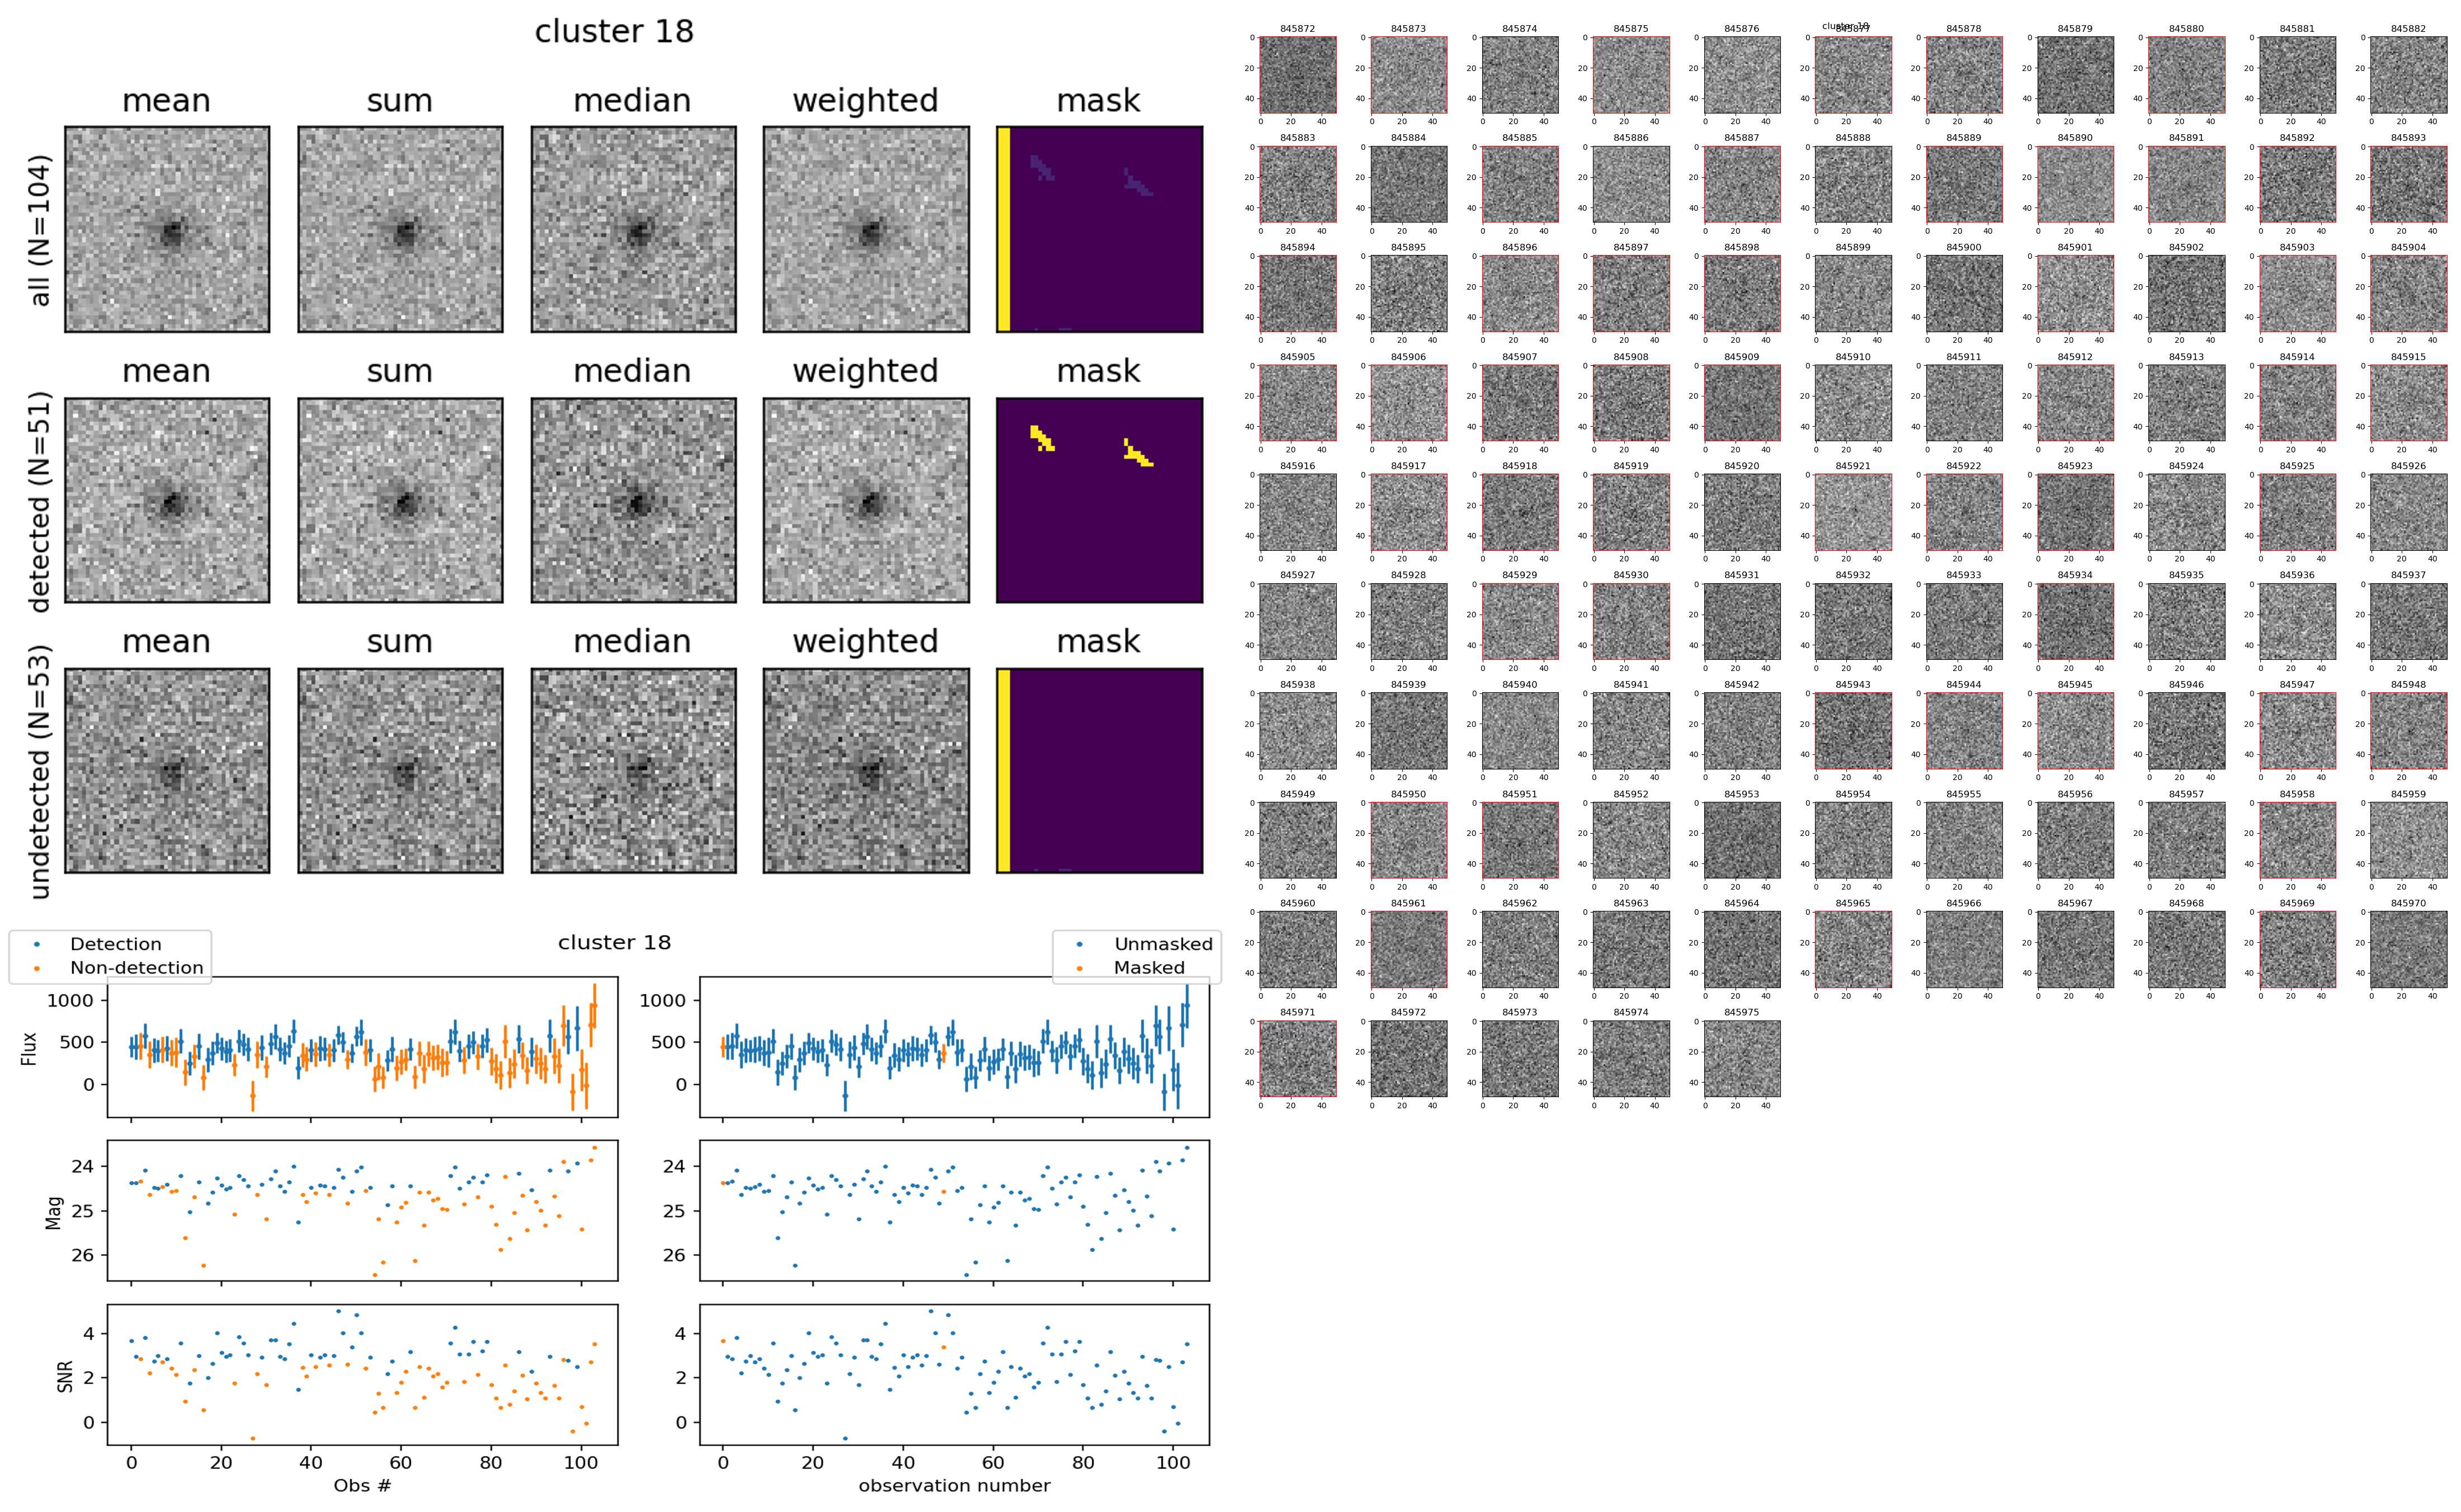 cluster 18
mean sum median weighted mask
all (N=104)
mean sum median weighted mask
detected (N=51)
mean sum median weighted mask
undetected (N=53)
cluster 18
Detection
Non-detection
Unmasked
Masked
Flux
1000
500
0
1000
500
0
Mag
24
25
26
24
25
26
SNR
4
2
0
4
2
0
0 20 40 60 80 100
Obs #
0 20 40 60 80 100
observation number
cluster 18
845872 845873 845874 845875 845876 845877 845878 845879 845880 845881 845882
845883 845884 845885 845886 845887 845888 845889 845890 845891 845892 845893
845894 845895 845896 845897 845898 845899 845900 845901 845902 845903 845904
845905 845906 845907 845908 845909 845910 845911 845912 845913 845914 845915
845916 845917 845918 845919 845920 845921 845922 845923 845924 845925 845926
845927 845928 845929 845930 845931 845932 845933 845934 845935 845936 845937
845938 845939 845940 845941 845942 845943 845944 845945 845946 845947 845948
845949 845950 845951 845952 845953 845954 845955 845956 845957 845958 845959
845960 845961 845962 845963 845964 845965 845966 845967 845968 845969 845970
845971 845972 845973 845974 845975